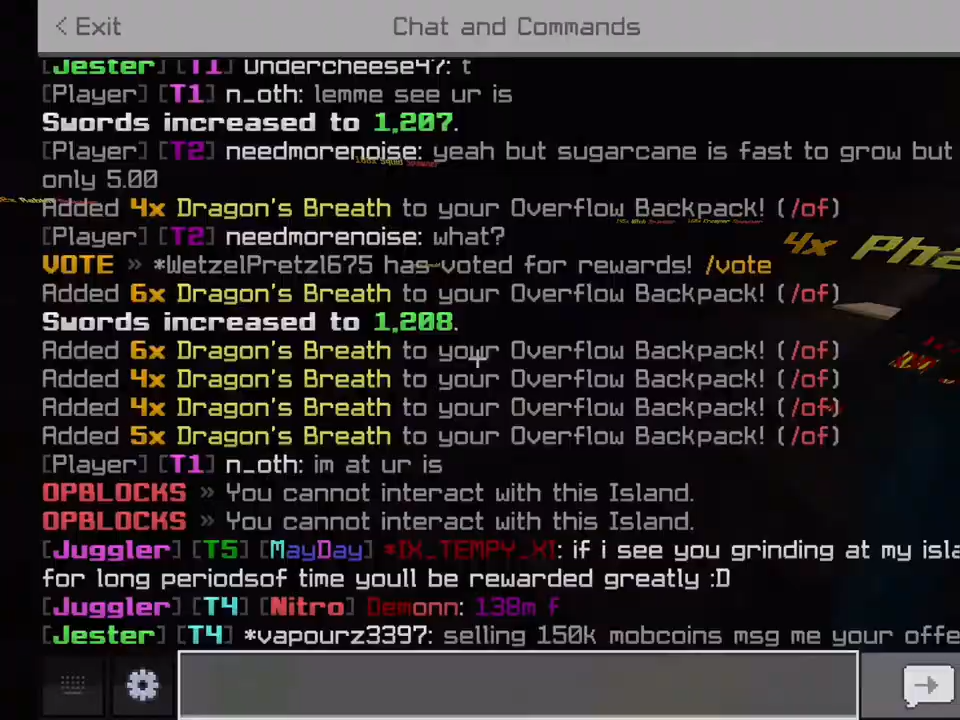 < Exit
Chat and Commands
[Jester] [T1] Undercheese47: t
[Player] [T1] n_oth: lemme see ur is
Swords increased to 1,207.
[Player] [T2] needmorenoise: yeah but sugarcane is fast to grow but
only 5.00
Added 4x Dragon's Breath to your Overflow Backpack! (/of)
[Player] [T2] needmorenoise: what?
VOTE » *WetzelPretzl675 has voted for rewards! /vote
Added 6x Dragon's Breath to your Overflow Backpack! (/of)
Swords increased to 1,208.
Added 6x Dragon's Breath to your Overflow Backpack! (/of)
Added 4x Dragon's Breath to your Overflow Backpack! (/of)
Added 4x Dragon's Breath to your Overflow Backpack! (/of)
Added 5x Dragon's Breath to your Overflow Backpack! (/of)
[Player] [T1] n_oth: im at ur is
OPBLOCKS » You cannot interact with this Island.
OPBLOCKS » You cannot interact with this Island.
[Juggler] [T5] [MayDay] *IX_TEMPY_XI: if i see you grinding at my isla
for long periodsof time youll be rewarded greatly :D
[Juggler] [T4] [Nitro] Demonn: 138m f
[Jester] [T4] *vapourz3397: selling 150k mobcoins msg me your offe
4x Pha